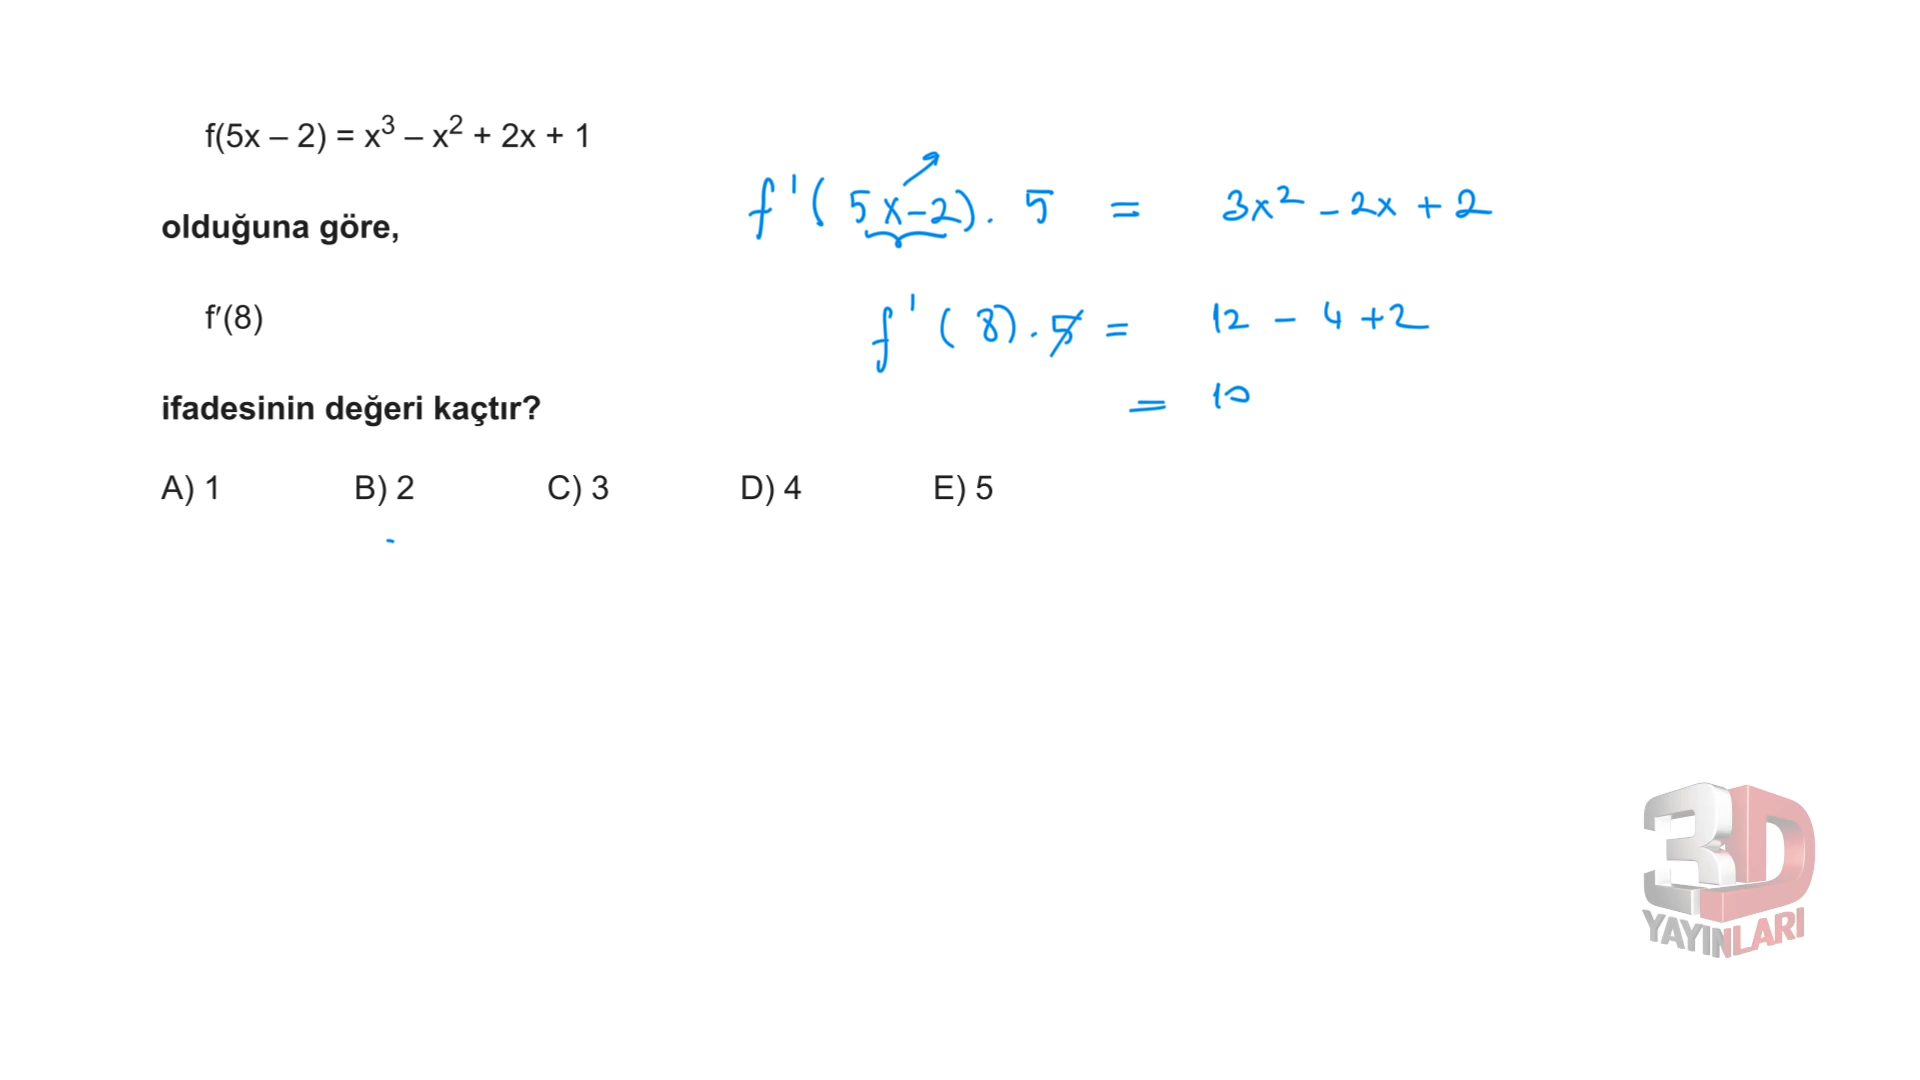 f(5x – 2) = x³ – x² + 2x + 1
olduğuna göre,
f′(8)
ifadesinin değeri kaçtır?
A) 1 B) 2 C) 3 D) 4 E) 5
f'(5x-2). 5 = 3x² - 2x + 2
f'(8). 5 = 12 - 4 + 2
= 10
3D
YAYINLARI